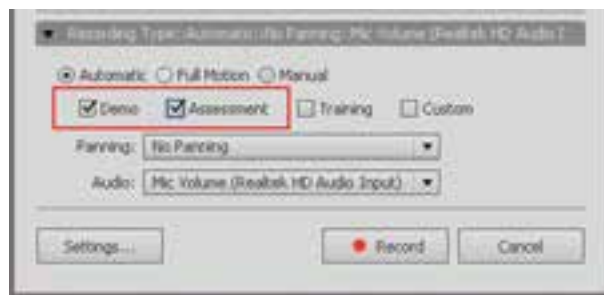 Recording Type: Automatic: No Panning: Mic Volume (Realtek HD Audio I
Automatic Full Motion Manual
Demo Assessment Training Custom
Panning: No Panning
Audio: Mic Volume (Realtek HD Audio Input)
Settings... Record Cancel